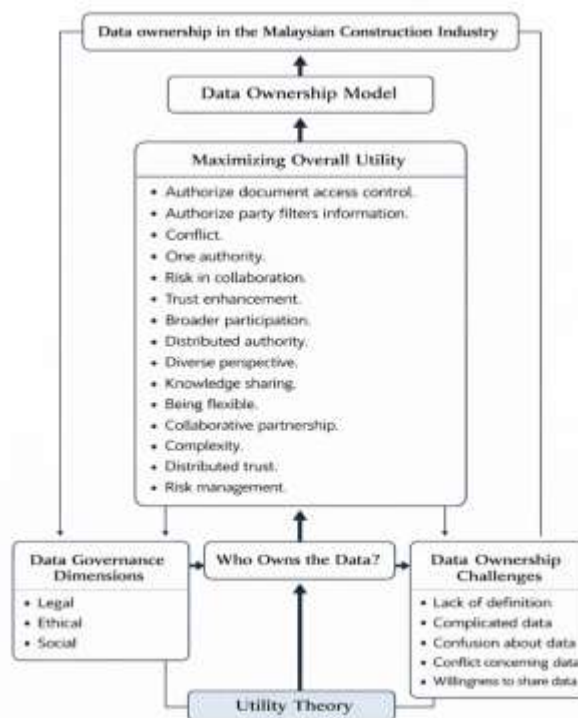 Data ownership in the Malaysian Construction Industry
Data Ownership Model
Maximizing Overall Utility
• Authorize document access control.
• Authorize party filters information.
• Conflict.
• One authority.
• Risk in collaboration.
• Trust enhancement.
• Broader participation.
• Distributed authority.
• Diverse perspective.
• Knowledge sharing.
• Being flexible.
• Collaborative partnership.
• Complexity.
• Distributed trust.
• Risk management.
Data Governance
Dimensions
• Legal
• Ethical
• Social
Who Owns the Data?
Data Ownership
Challenges
• Lack of definition
• Complicated data
• Confusion about data
• Conflict concerning data
• Willingness to share data
Utility Theory